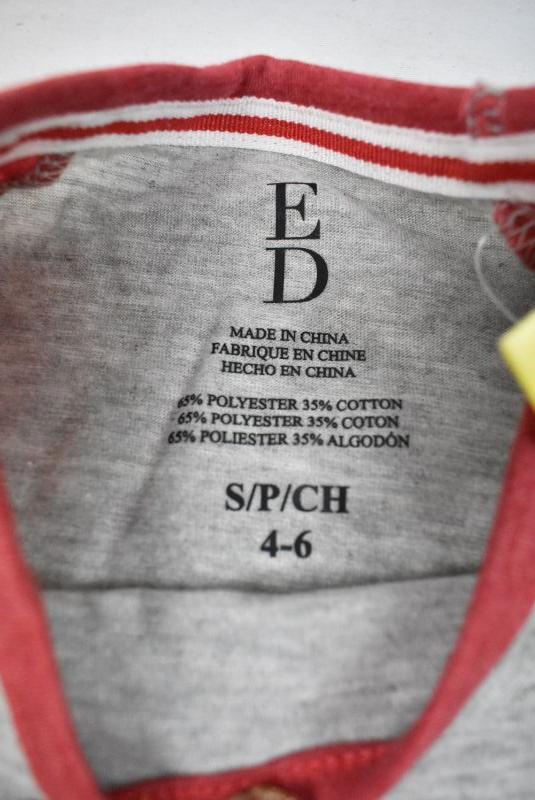 E
D
MADE IN CHINA
FABRIQUE EN CHINE
HECHO EN CHINA
65% POLYESTER 35% COTTON
65% POLYESTER 35% COTON
65% POLIESTER 35% ALGODÓN
S/P/CH
4-6